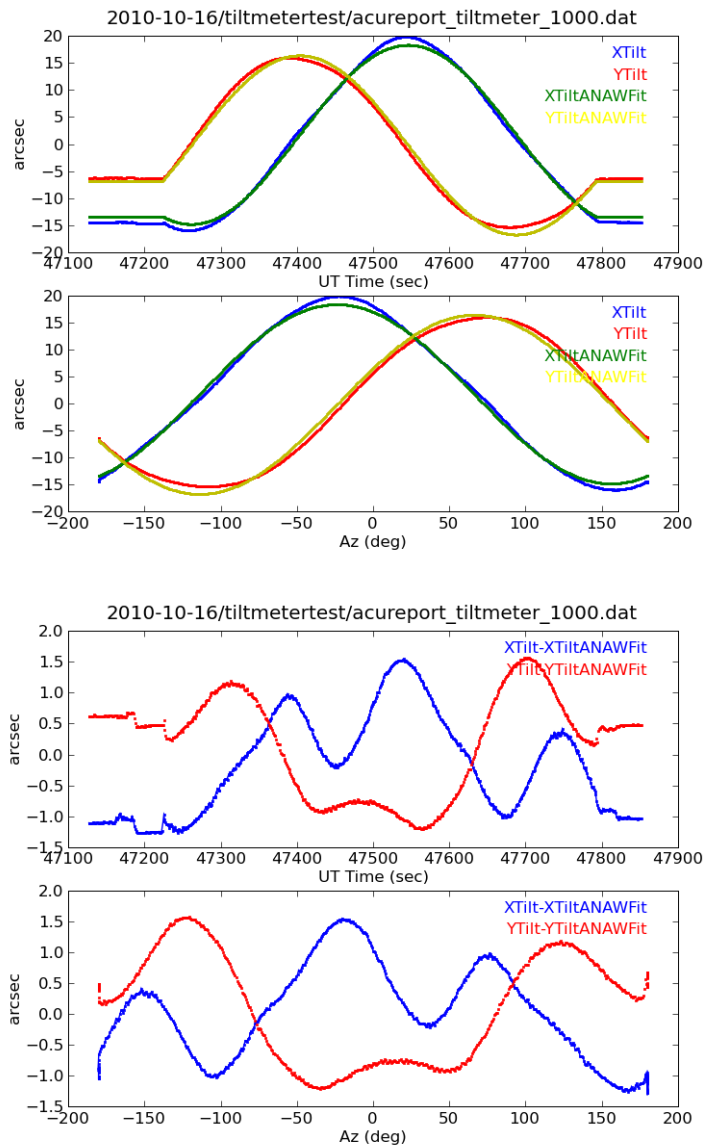 2010-10-16/tiltmetertest/acureport_tiltmeter_1000.dat
20
15
10
5
0
−5
−10
−15
−20
arcsec
XTilt
YTilt
XTiltANAWFit
YTiltANAWFit
47100 47200 47300 47400 47500 47600 47700 47800 47900
UT Time (sec)
20
15
10
5
0
−5
−10
−15
−20
arcsec
XTilt
YTilt
XTiltANAWFit
YTiltANAWFit
−200 −150 −100 −50 0 50 100 150 200
Az (deg)
2010-10-16/tiltmetertest/acureport_tiltmeter_1000.dat
2.0
1.5
1.0
0.5
0.0
−0.5
−1.0
−1.5
arcsec
XTilt-XTiltANAWFit
YTilt-YTiltANAWFit
47100 47200 47300 47400 47500 47600 47700 47800 47900
UT Time (sec)
2.0
1.5
1.0
0.5
0.0
−0.5
−1.0
−1.5
arcsec
XTilt-XTiltANAWFit
YTilt-YTiltANAWFit
−200 −150 −100 −50 0 50 100 150 200
Az (deg)